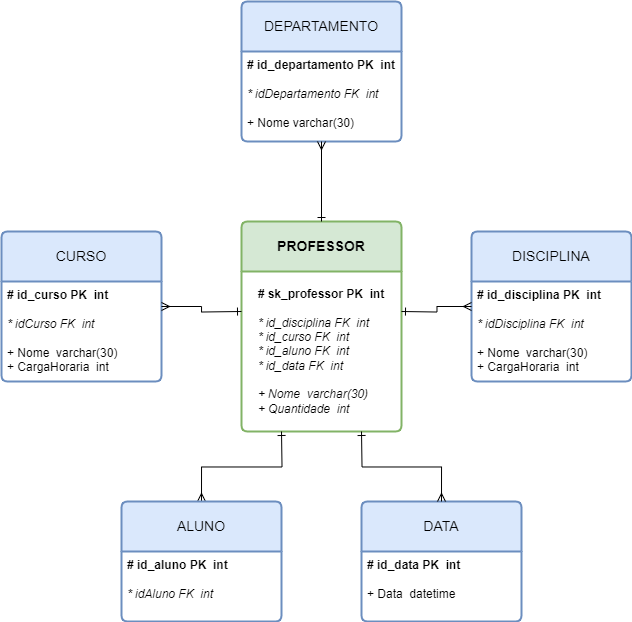 DEPARTAMENTO
# id_departamento PK int
* idDepartamento FK int
+ Nome varchar(30)
CURSO
# id_curso PK int
* idCurso FK int
+ Nome varchar(30)
+ CargaHoraria int
PROFESSOR
# sk_professor PK int
* id_disciplina FK int
* id_curso FK int
* id_aluno FK int
* id_data FK int
+ Nome varchar(30)
+ Quantidade int
DISCIPLINA
# id_disciplina PK int
* idDisciplina FK int
+ Nome varchar(30)
+ CargaHoraria int
ALUNO
# id_aluno PK int
* idAluno FK int
DATA
# id_data PK int
+ Data datetime